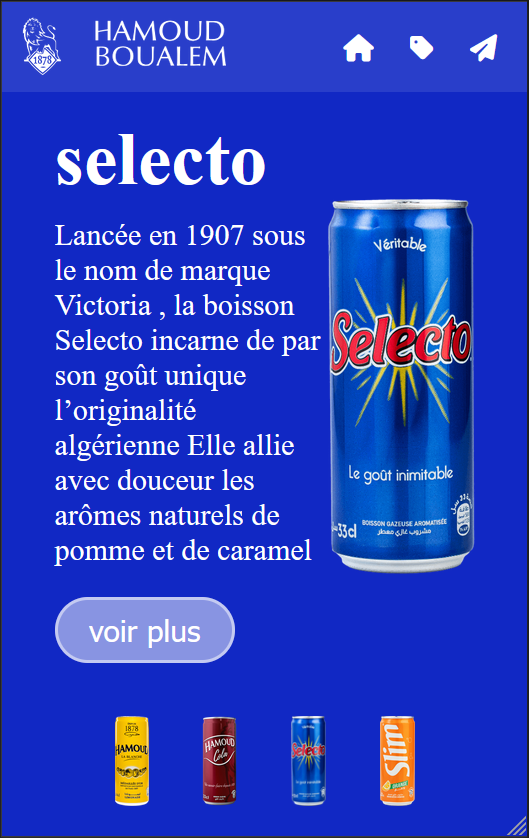 1878
HAMOUD
BOUALEM
selecto
Lancée en 1907 sous
le nom de marque
Victoria , la boisson
Selecto incarne de par
son goût unique
l’originalité
algérienne Elle allie
avec douceur les
arômes naturels de
pomme et de caramel
Véritable
Selecto
Le goût inimitable
33cl
BOISSON GAZEUSE AROMATISÉE
مشروب غازي معطر
voir plus
1878
HAMOUD
LA BLANCHE
HAMOUD
Cola
Selecto
Slim